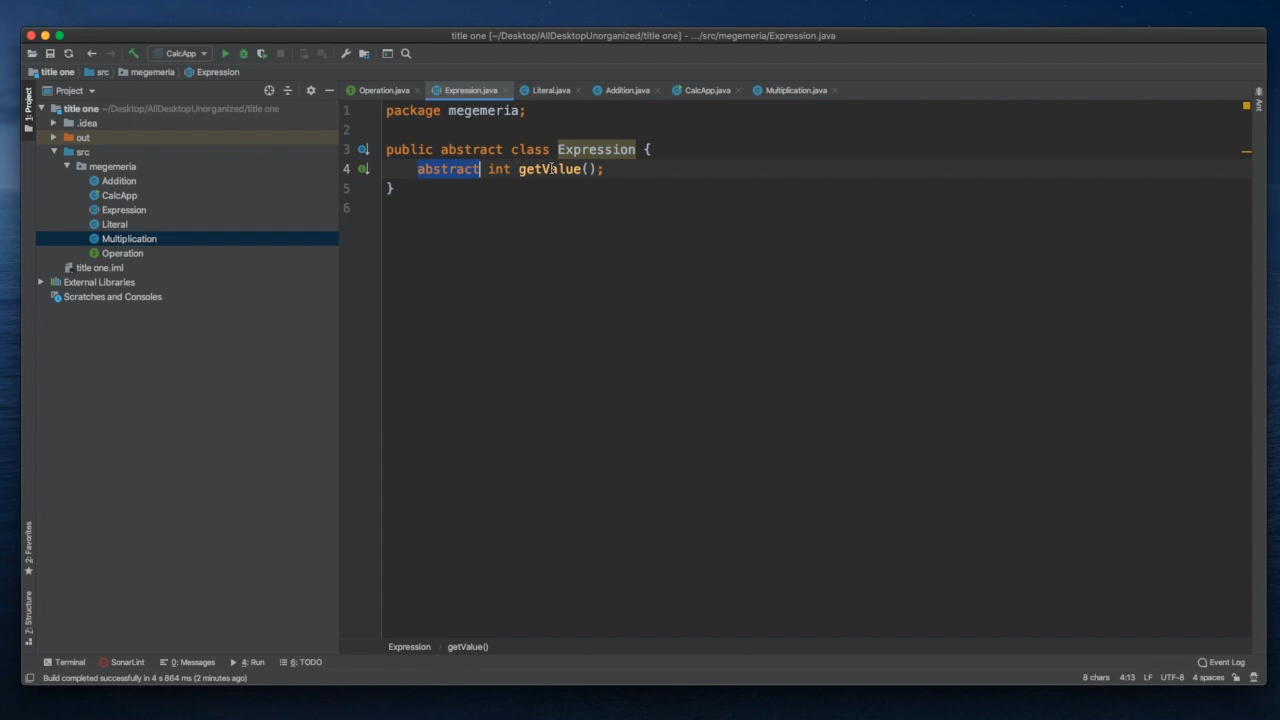 title one [~/Desktop/AllDesktopUnorganized/title one] - .../src/megemeria/Expression.java
CalcApp
title one src megemeria Expression
1: Project
Project
Operation.java Expression.java Literal.java Addition.java CalcApp.java Multiplication.java
Ant
title one ~/Desktop/AllDesktopUnorganized/title one
.idea
out
src
megemeria
Addition
CalcApp
Expression
Literal
Multiplication
Operation
title one.iml
External Libraries
Scratches and Consoles
1 package megemeria;
2
3 public abstract class Expression {
4 abstract int getValue();
5 }
6
2: Favorites
7: Structure
Expression getValue()
Terminal SonarLint 0: Messages 4: Run 6: TODO Event Log
Build completed successfully in 4 s 864 ms (2 minutes ago) 8 chars 4:13 LF UTF-8 4 spaces